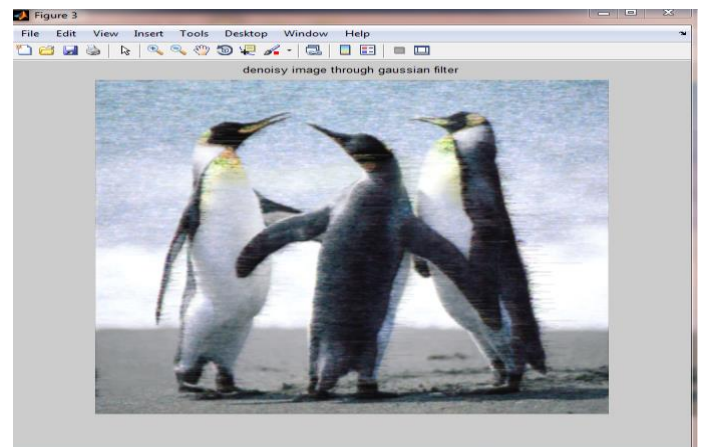 Figure 3
File Edit View Insert Tools Desktop Window Help
denoisy image through gaussian filter